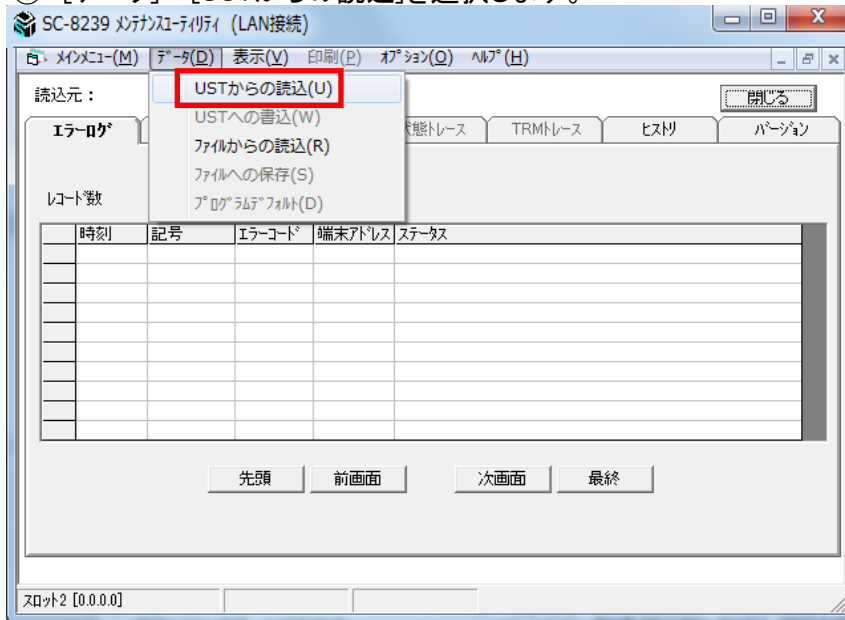 SC-8239 ﾒﾝﾃﾅﾝｽﾕｰﾃｨﾘﾃｨ (LAN接続)
ﾒｲﾝﾒﾆｭｰ(M) ﾃﾞｰﾀ(D) 表示(V) 印刷(P) ｵﾌﾟｼｮﾝ(O) ﾍﾙﾌﾟ(H)
読込元： 閉じる
USTからの読込(U)
USTへの書込(W)
ﾌｧｲﾙからの読込(R)
ﾌｧｲﾙへの保存(S)
ﾌﾟﾛｸﾞﾗﾑﾃﾞﾌｫﾙﾄ(D)
ｴﾗｰﾛｸﾞ 状態ﾄﾚｰｽ TRMﾄﾚｰｽ ﾋｽﾄﾘ ﾊﾞｰｼﾞｮﾝ
ﾚｺｰﾄﾞ数
時刻 記号 ｴﾗｰｺｰﾄﾞ 端末ｱﾄﾞﾚｽ ｽﾃｰﾀｽ
先頭 前画面 次画面 最終
ｽﾛｯﾄ2 [0.0.0.0]